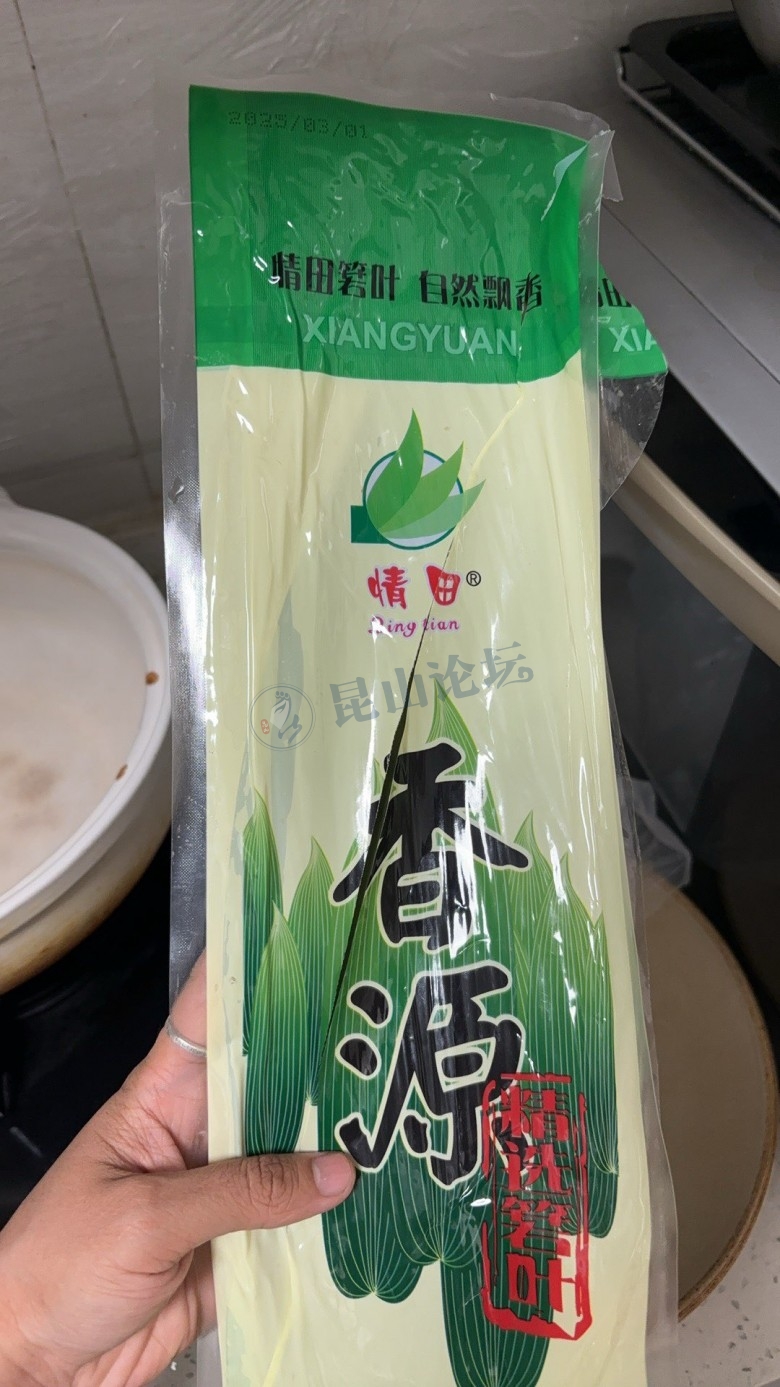 2025/03/01
情田箬叶 自然飘香
XIANGYUAN
XIA
情田®
Qing tian
昆山论坛
香源
精选箬叶